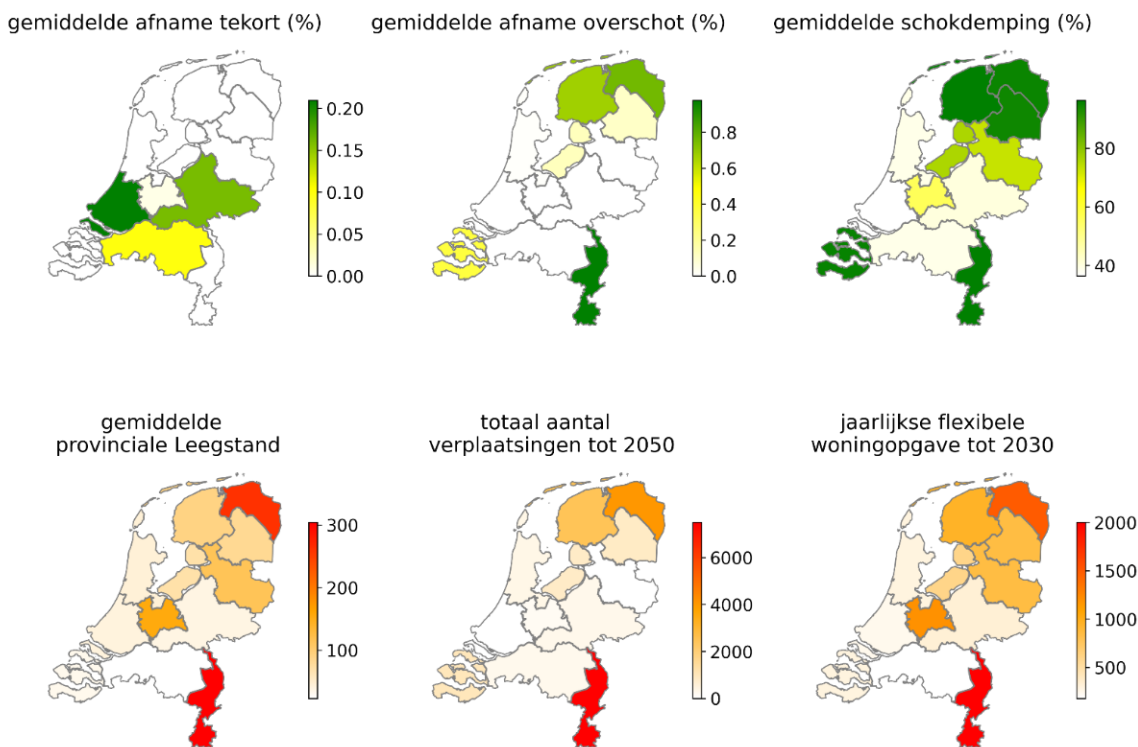 gemiddelde afname tekort (%)
0.20
0.15
0.10
0.05
0.00
gemiddelde afname overschot (%)
0.8
0.6
0.4
0.2
0.0
gemiddelde schokdemping (%)
80
60
40
gemiddelde
provinciale Leegstand
300
200
100
totaal aantal
verplaatsingen tot 2050
6000
4000
2000
0
jaarlijkse flexibele
woningopgave tot 2030
2000
1500
1000
500